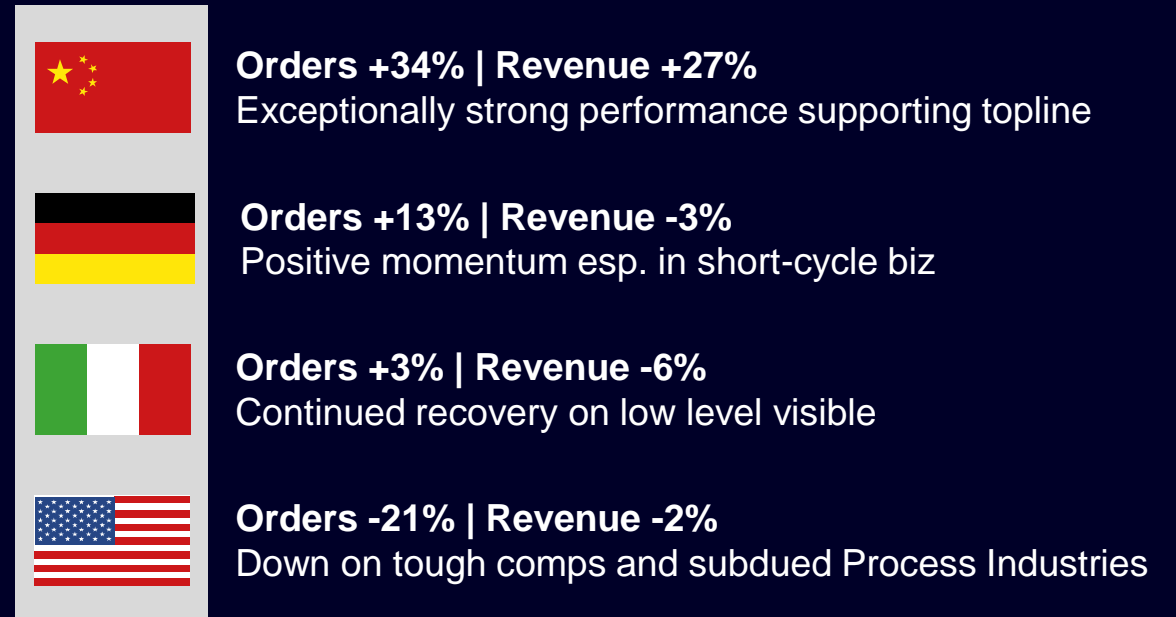 Orders +34% | Revenue +27%
Exceptionally strong performance supporting topline
Orders +13% | Revenue -3%
Positive momentum esp. in short-cycle biz
Orders +3% | Revenue -6%
Continued recovery on low level visible
Orders -21% | Revenue -2%
Down on tough comps and subdued Process Industries